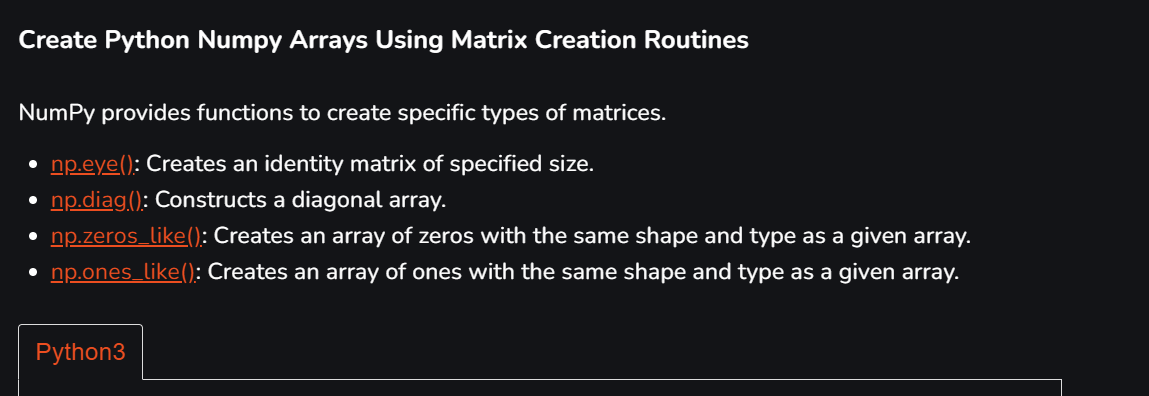 Create Python Numpy Arrays Using Matrix Creation Routines
NumPy provides functions to create specific types of matrices.
np.eye(): Creates an identity matrix of specified size.
np.diag(): Constructs a diagonal array.
np.zeros_like(): Creates an array of zeros with the same shape and type as a given array.
np.ones_like(): Creates an array of ones with the same shape and type as a given array.
Python3